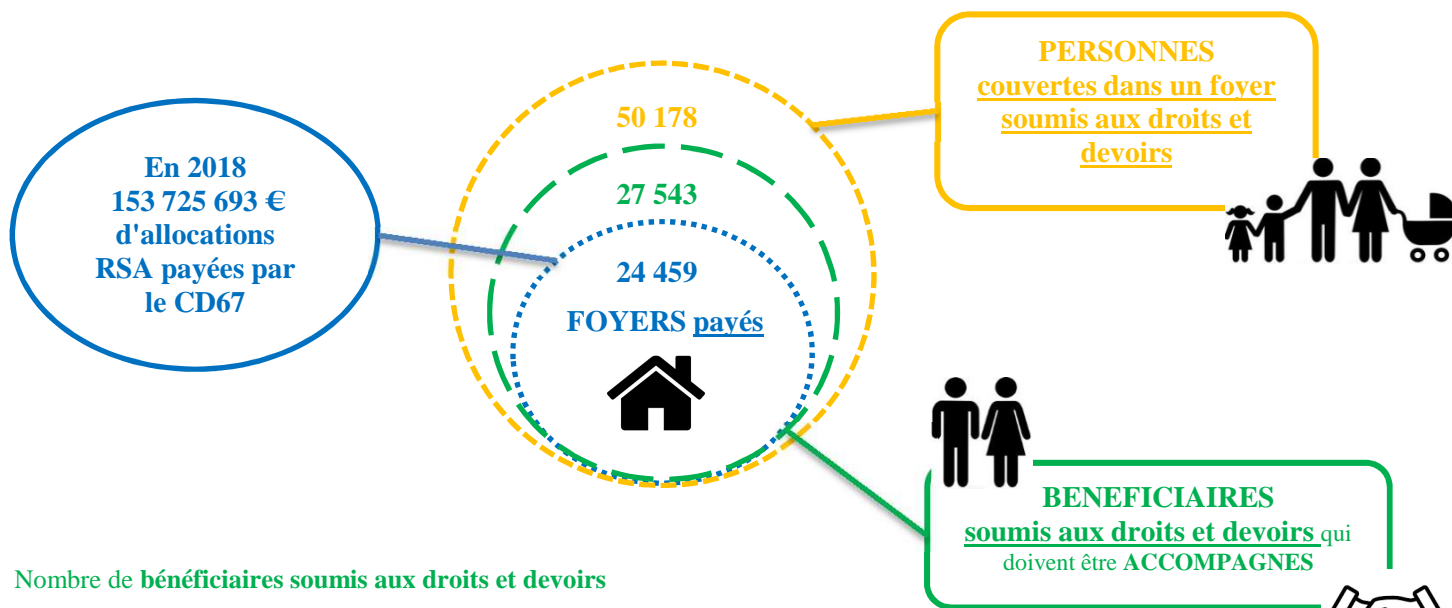 En 2018
153 725 693 €
d'allocations
RSA payées par
le CD67
50 178
27 543
24 459
FOYERS payés
PERSONNES
couvertes dans un foyer
soumis aux droits et
devoirs
BENEFICIAIRES
soumis aux droits et devoirs qui
doivent être ACCOMPAGNES
Nombre de bénéficiaires soumis aux droits et devoirs